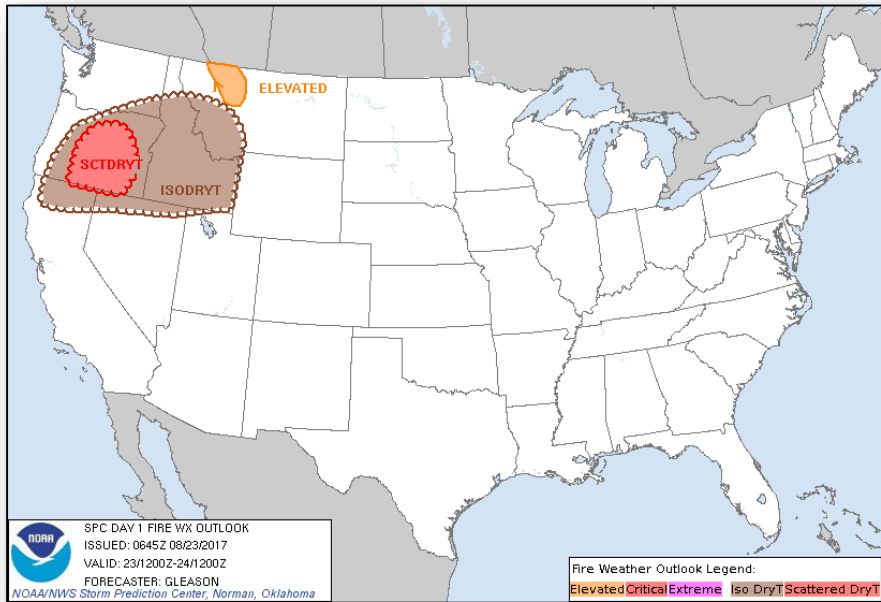 ELEVATED
SCTDRYT
ISODRYT
NOAA
SPC DAY 1 FIRE WX OUTLOOK
ISSUED: 0645Z 08/23/2017
VALID: 23/1200Z-24/1200Z
FORECASTER: GLEASON
NOAA/NWS Storm Prediction Center, Norman, Oklahoma
Fire Weather Outlook Legend:
Elevated Critical Extreme Iso DryT Scattered DryT